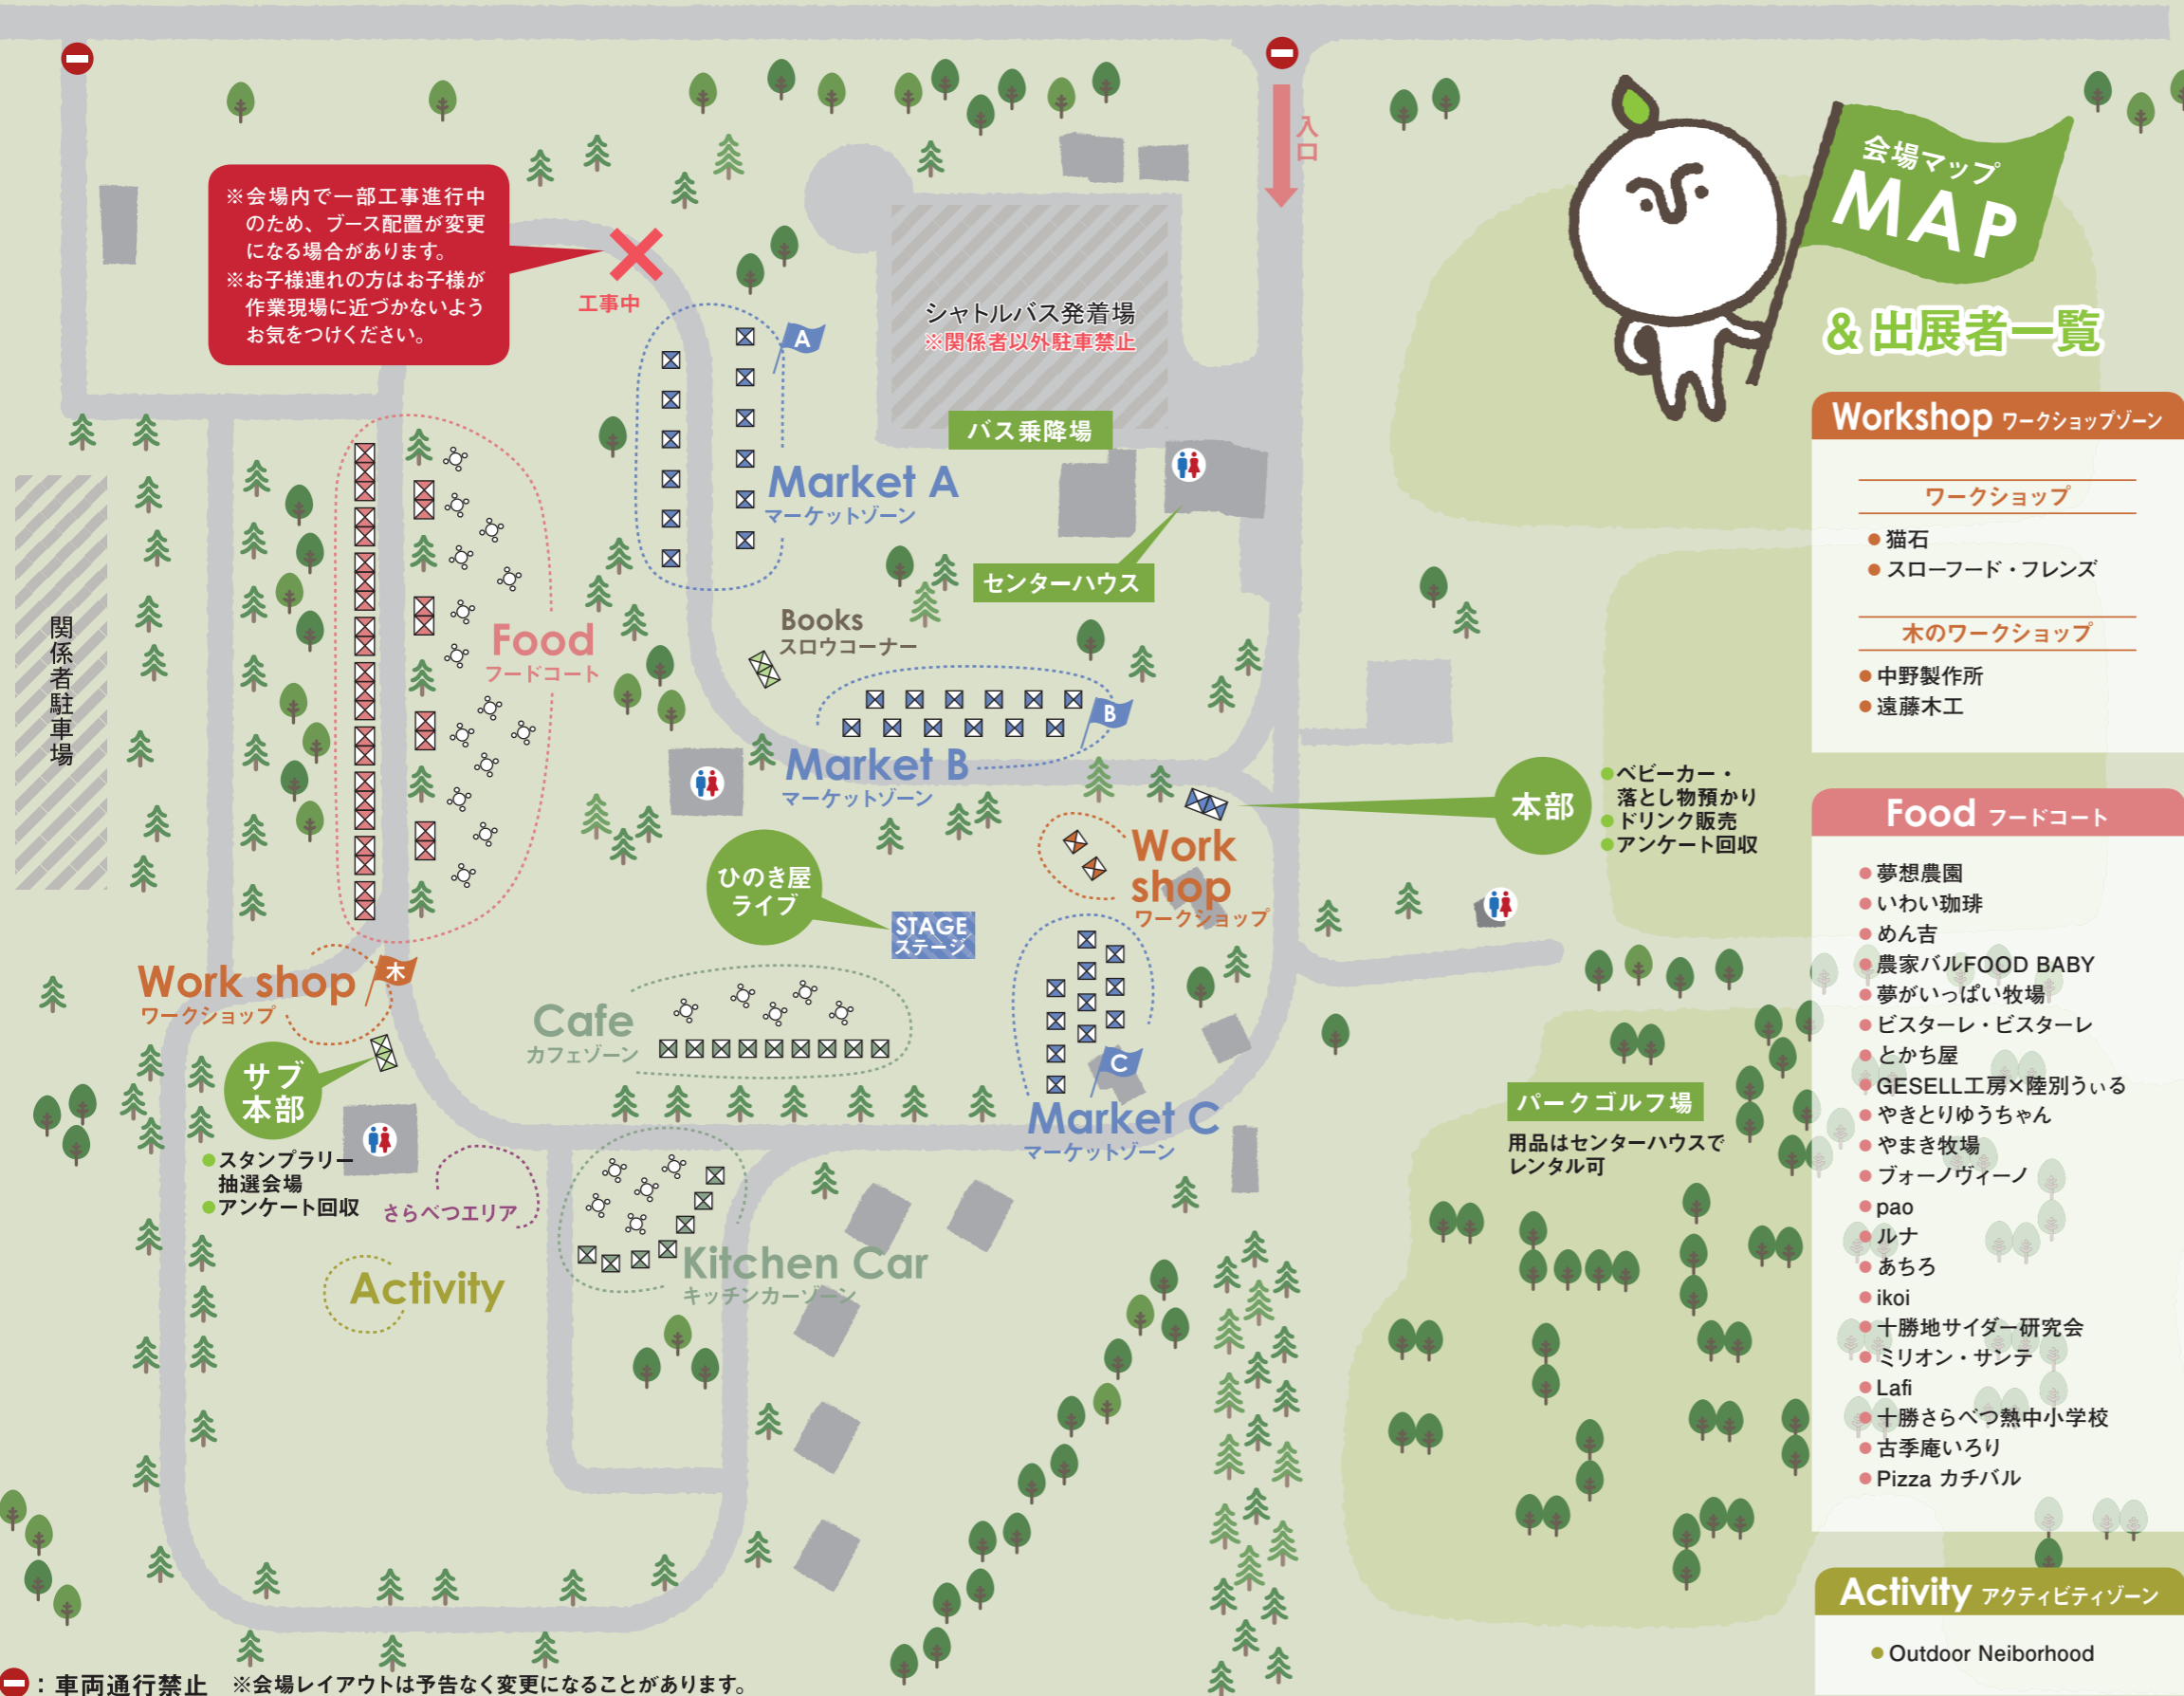 入口
※会場内で一部工事進行中
のため、ブース配置が変更
になる場合があります。
※お子様連れの方はお子様が
作業現場に近づかないよう
お気をつけください。
工事中
シャトルバス発着場
※関係者以外駐車禁止
バス乗降場
センターハウス
A
Market A
マーケットゾーン
Food
フードコート
関係者駐車場
Books
スロウコーナー
B
Market B
マーケットゾーン
本部
ベビーカー・
落とし物預かり
ドリンク販売
アンケート回収
Work
shop
ワークショップ
ひのき屋
ライブ
STAGE
ステージ
木
Work shop
ワークショップ
サブ
本部
スタンプラリー
抽選会場
アンケート回収
Cafe
カフェゾーン
C
Market C
マーケットゾーン
さらべつエリア
Activity
Kitchen Car
キッチンカーゾーン
パークゴルフ場
用品はセンターハウスで
レンタル可
：車両通行禁止 ※会場レイアウトは予告なく変更になることがあります。
会場マップ
MAP
& 出展者一覧
Workshop ワークショップゾーン
ワークショップ
猫石
スローフード・フレンズ
木のワークショップ
中野製作所
遠藤木工
Food フードコート
夢想農園
いわい珈琲
めん吉
農家バルFOOD BABY
夢がいっぱい牧場
ビスターレ・ビスターレ
とかち屋
GESELL工房×陸別うぃる
やきとりゆうちゃん
やまき牧場
ブォーノヴィーノ
pao
ルナ
あちろ
ikoi
十勝地サイダー研究会
ミリオン・サンテ
Lafi
十勝さらべつ熱中小学校
古季庵いろり
Pizza カチバル
Activity アクティビティゾーン
Outdoor Neiborhood